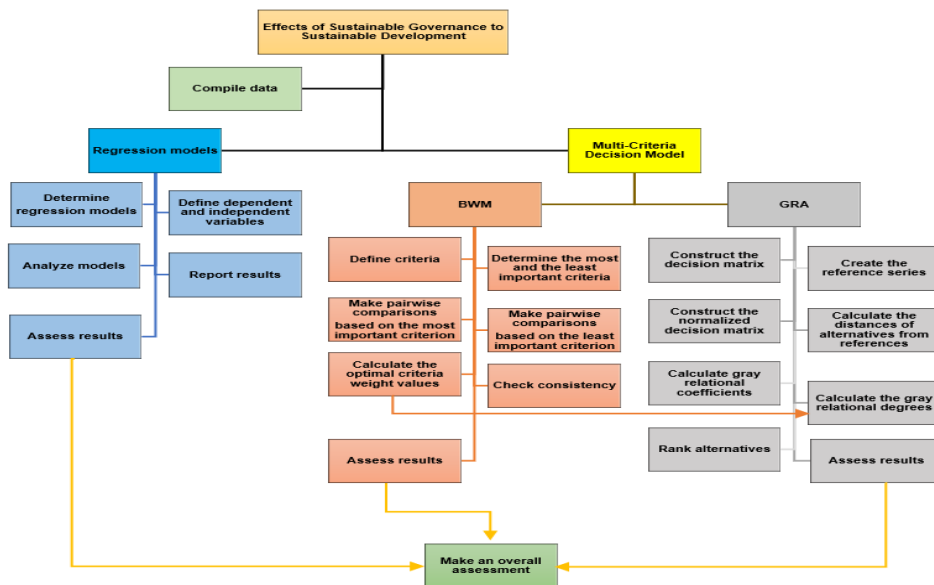 Effects of Sustainable Governance to
Sustainable Development
Compile data
Regression models
Multi-Criteria
Decision Model
Determine
regression models
Define dependent
and independent
variables
Analyze models
Report results
Assess results
BWM
Define criteria
Determine the most
and the least
important criteria
Make pairwise
comparisons
based on the most
important criterion
Make pairwise
comparisons
based on the least
important criterion
Calculate the
optimal criteria
weight values
Check consistency
Assess results
GRA
Construct the
decision matrix
Create the
reference series
Construct the
normalized decision
matrix
Calculate the
distances of
alternatives from
references
Calculate gray
relational
coefficients
Calculate the gray
relational degrees
Rank alternatives
Assess results
Make an overall
assessment